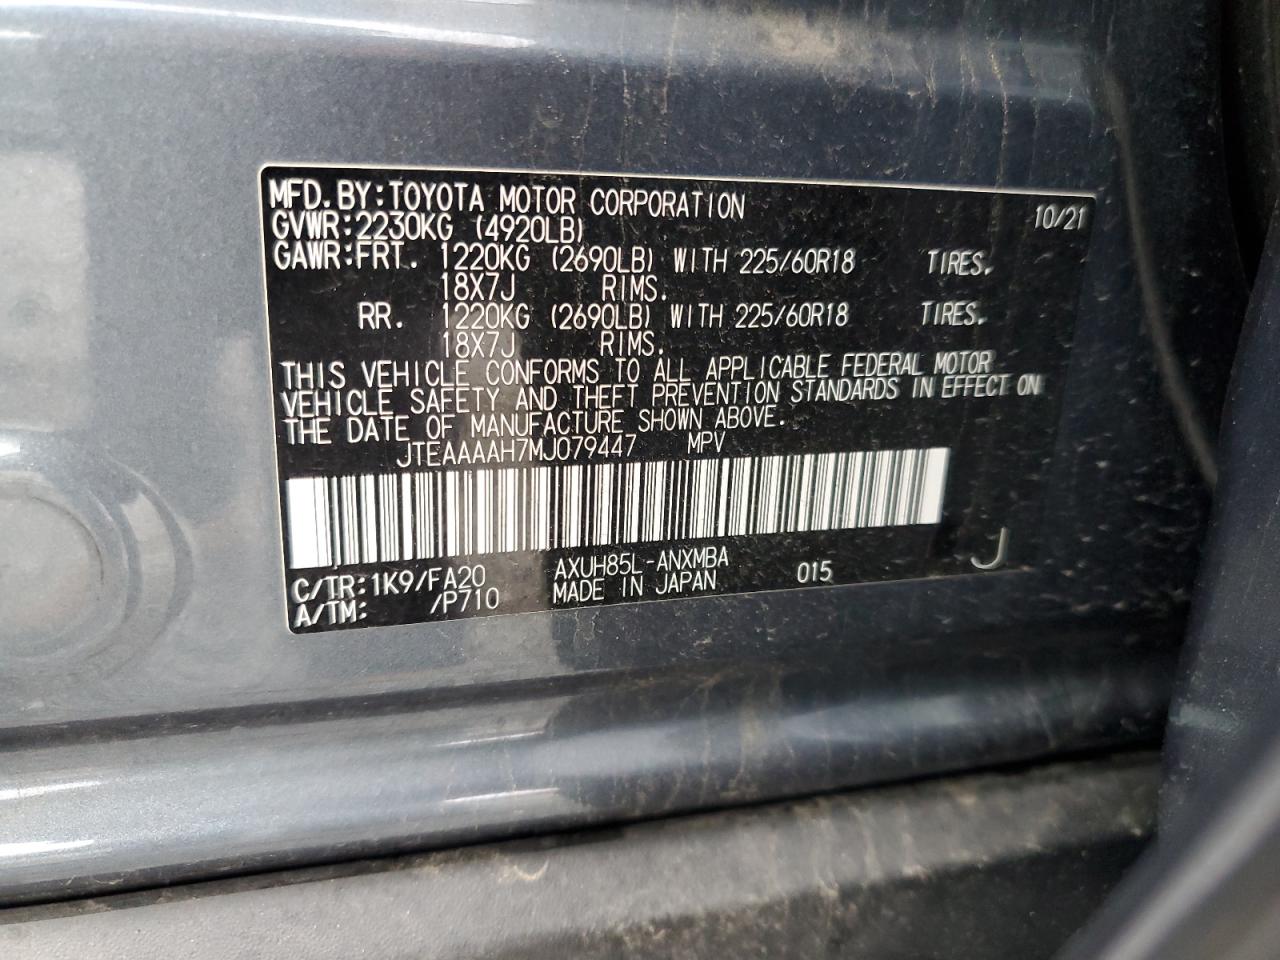 MFD.BY:TOYOTA MOTOR CORPORATION 10/21
GVWR:2230KG (4920LB)
GAWR:FRT. 1220KG (2690LB) WITH 225/60R18 TIRES.
18X7J RIMS.
RR. 1220KG (2690LB) WITH 225/60R18 TIRES.
18X7J RIMS.
THIS VEHICLE CONFORMS TO ALL APPLICABLE FEDERAL MOTOR
VEHICLE SAFETY AND THEFT PREVENTION STANDARDS IN EFFECT ON
THE DATE OF MANUFACTURE SHOWN ABOVE.
JTEAAAAH7MJ079447 MPV
C/TR:1K9/FA20 AXUH85L-ANXMBA 015 J
A/TM: /P710 MADE IN JAPAN